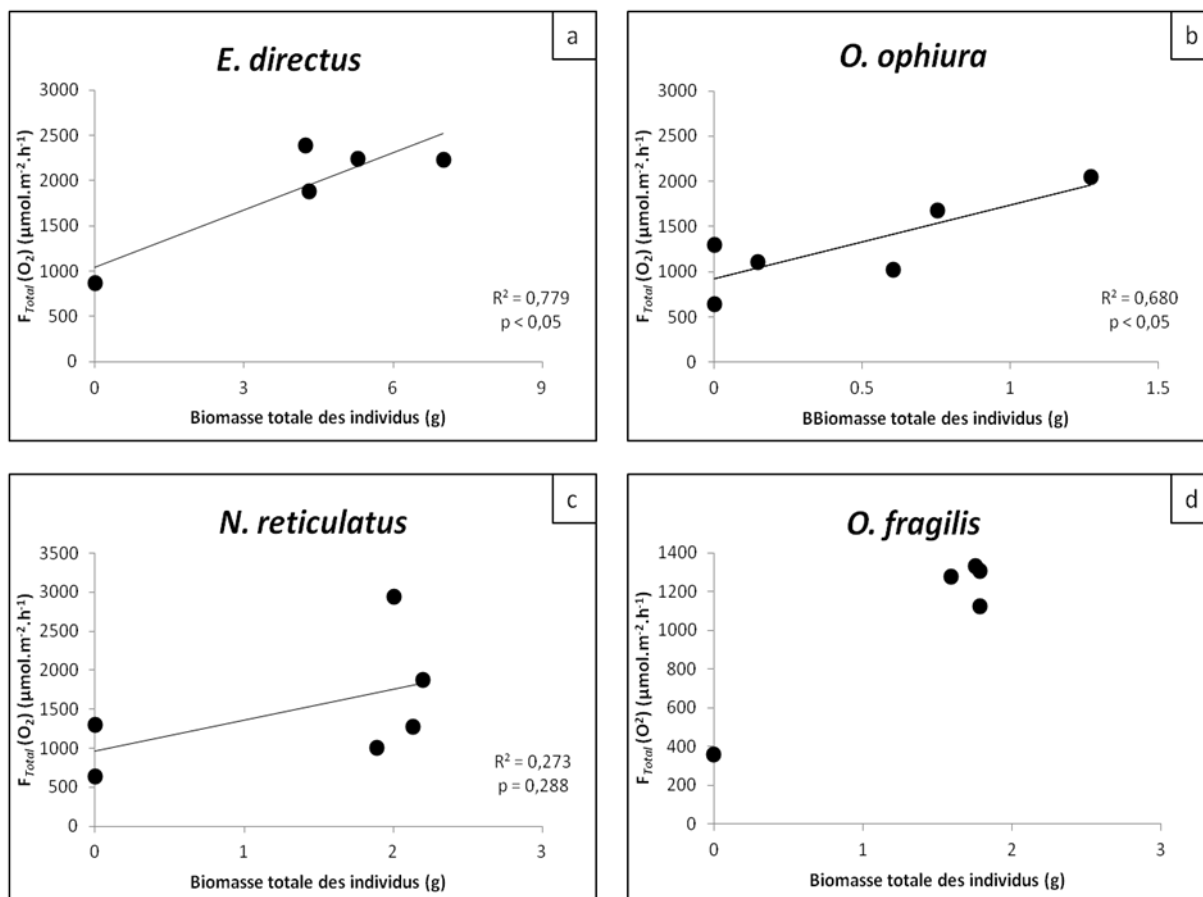 a
E. directus
F_Total (O₂) (µmol.m⁻².h⁻¹)
3000
2500
2000
1500
1000
500
0
0
3
6
9
R² = 0,779
p < 0,05
Biomasse totale des individus (g)
b
O. ophiura
F_Total (O₂) (µmol.m⁻².h⁻¹)
3000
2500
2000
1500
1000
500
0
0
0.5
1
1.5
R² = 0,680
p < 0,05
BBiomasse totale des individus (g)
c
N. reticulatus
F_Total (O₂) (µmol.m⁻².h⁻¹)
3500
3000
2500
2000
1500
1000
500
0
0
1
2
3
R² = 0,273
p = 0,288
Biomasse totale des individus (g)
d
O. fragilis
F_Total (O²) (µmol.m⁻².h⁻¹)
1400
1200
1000
800
600
400
200
0
0
1
2
3
Biomasse totale des individus (g)